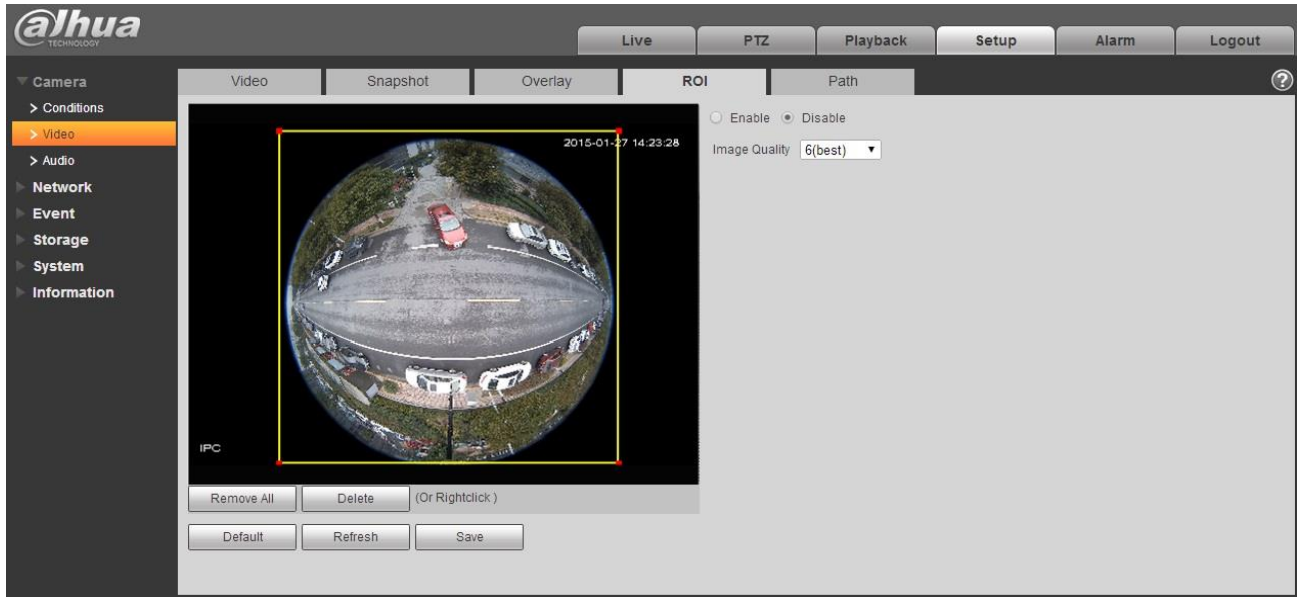 alhua
TECHNOLOGY
Live PTZ Playback Setup Alarm Logout
Camera
Video Snapshot Overlay ROI Path
?
> Conditions
> Video
> Audio
Network
Event
Storage
System
Information
Enable Disable
Image Quality 6(best)
2015-01-27 14:23:28
IPC
Remove All Delete (Or Rightclick )
Default Refresh Save